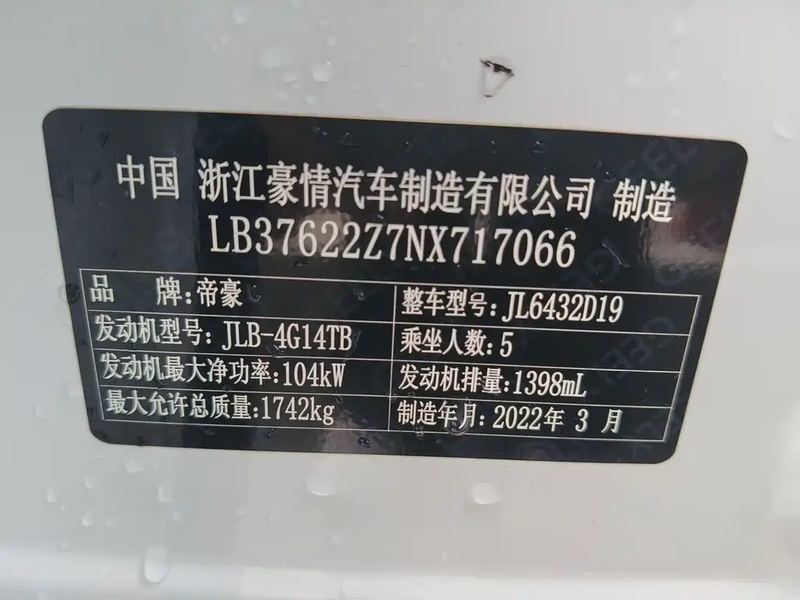 中国 浙江豪情汽车制造有限公司 制造
LB37622Z7NX717066
品 牌:帝豪 整车型号:JL6432D19
发动机型号: JLB-4G14TB 乘坐人数:5
发动机最大净功率:104kW 发动机排量:1398mL
最大允许总质量:1742kg 制造年月:2022年 3 月